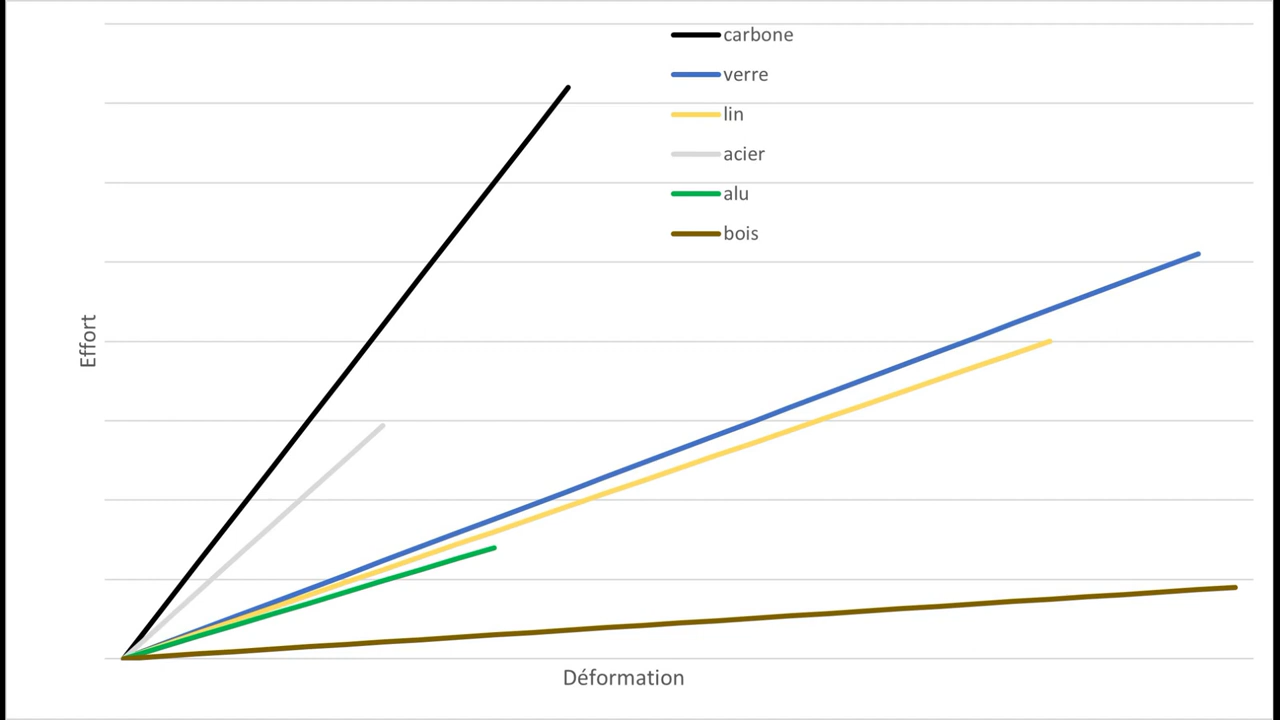 carbone
verre
lin
acier
alu
bois
Effort
Déformation